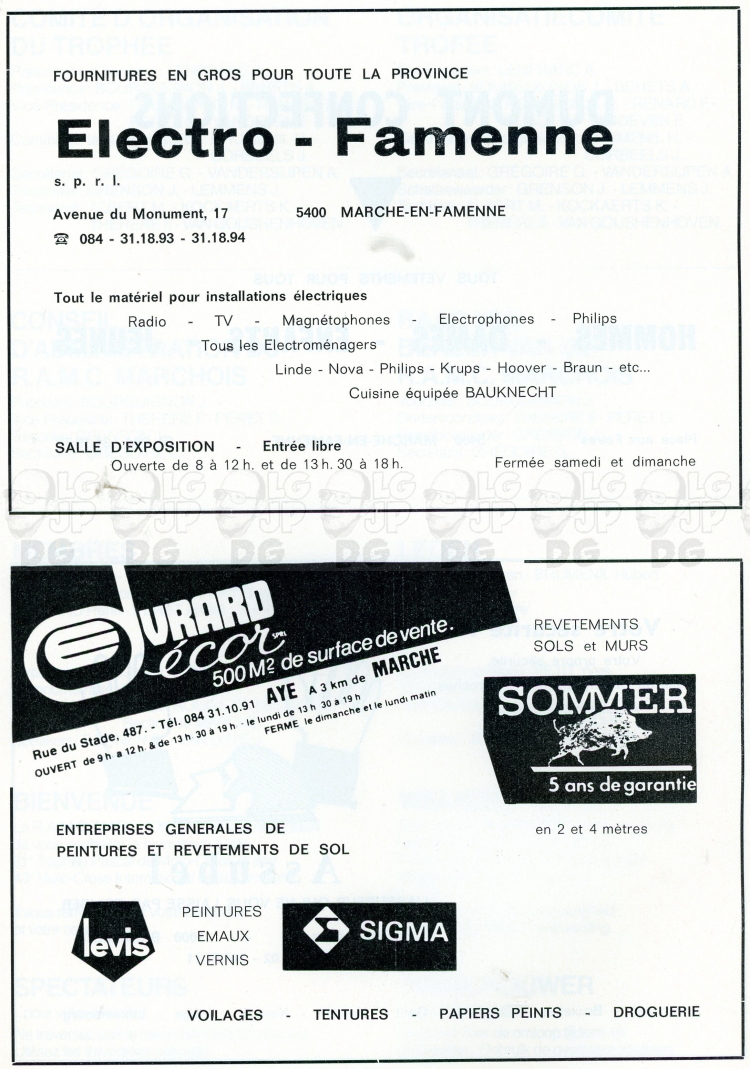 FOURNITURES EN GROS POUR TOUTE LA PROVINCE
Electro - Famenne
s. p. r. l.
Avenue du Monument, 17 5400 MARCHE-EN-FAMENNE
☎ 084 - 31.18.93 - 31.18.94
Tout le matériel pour installations électriques
Radio - TV - Magnétophones - Electrophones - Philips
Tous les Electroménagers
Linde - Nova - Philips - Krups - Hoover - Braun - etc...
Cuisine équipée BAUKNECHT
SALLE D'EXPOSITION - Entrée libre
Ouverte de 8 à 12 h. et de 13 h. 30 à 18 h. Fermée samedi et dimanche
LG JP DG
EVRARD
écor SPRL
500 M2 de surface de vente.
Rue du Stade, 487. - Tél. 084 31.10.91 AYE A 3 km de MARCHE
OUVERT de 9 h à 12 h. & de 13 h. 30 à 19 h - le lundi de 13 h. 30 à 19 h
FERME le dimanche et le lundi matin
REVETEMENTS
SOLS et MURS
SOMMER
5 ans de garantie
en 2 et 4 mètres
ENTREPRISES GENERALES DE
PEINTURES ET REVETEMENTS DE SOL
levis
PEINTURES
EMAUX
VERNIS
SIGMA
VOILAGES - TENTURES - PAPIERS PEINTS - DROGUERIE